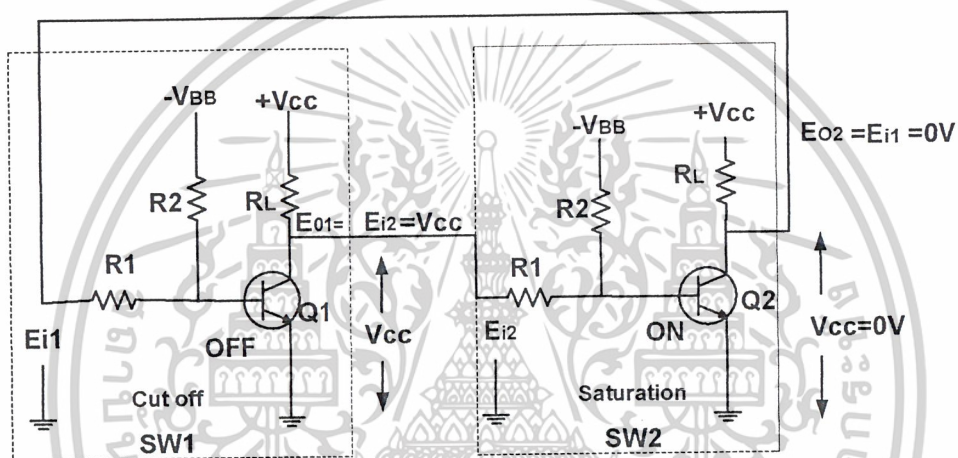 -VBB
+Vcc
R2
RL
E01= Ei2=Vcc
R1
Q1
Ei1
OFF
Vcc
Cut off
SW1
-VBB
+Vcc
EO2 =Ei1 =0V
R2
RL
R1
Q2
Ei2
ON
Vcc=0V
Saturation
SW2